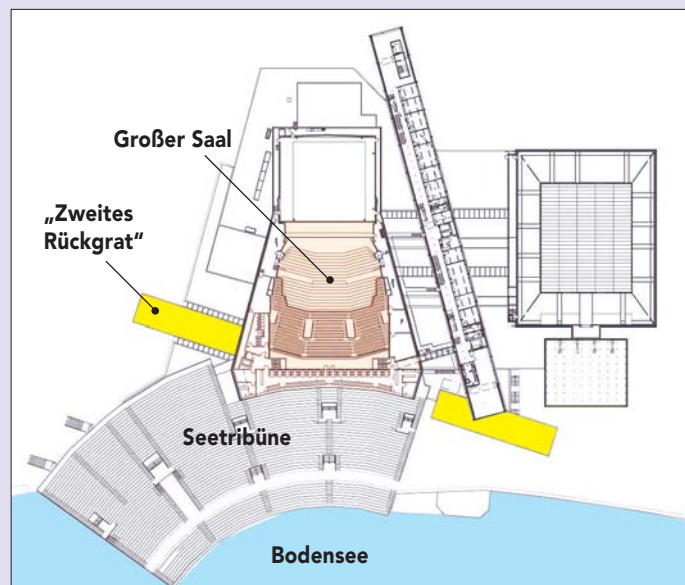 Großer Saal
„Zweites
Rückgrat“
Seetribüne
Bodensee